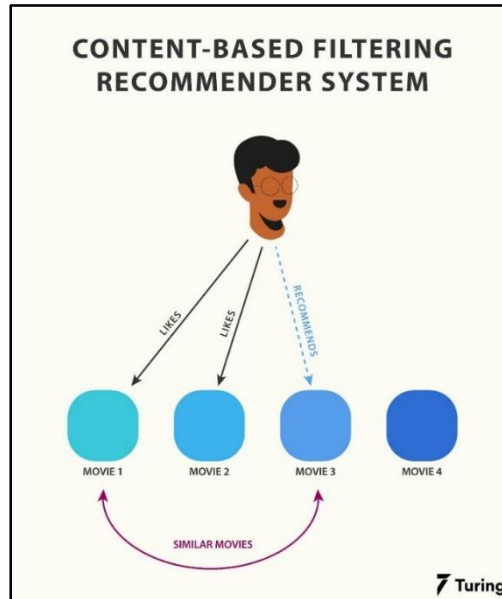 CONTENT-BASED FILTERING
RECOMMENDER SYSTEM
LIKES
LIKES
RECOMMENDS
MOVIE 1
MOVIE 2
MOVIE 3
MOVIE 4
SIMILAR MOVIES
Turing